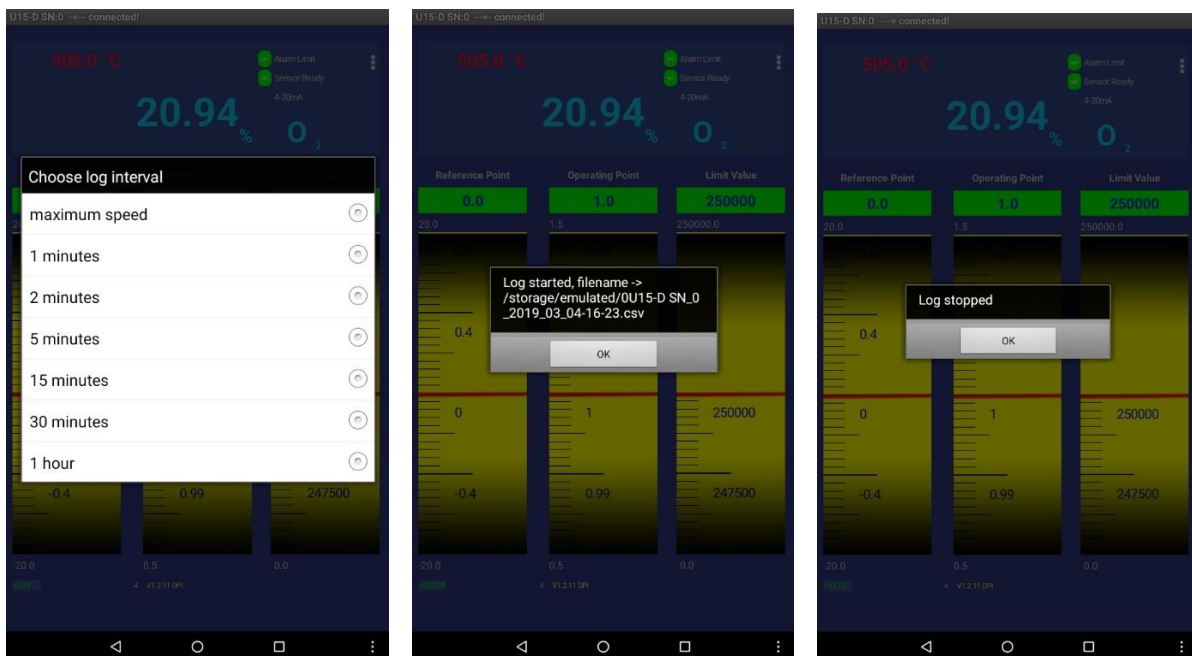 U15-D SN:0 -=-- connected!
505.0 °C
Alarm Limit
Sensor Ready
4-20mA
20.94 %
O 2
Choose log interval
maximum speed
1 minutes
2 minutes
5 minutes
15 minutes
30 minutes
1 hour
-0.4 0.99 247500
-20.0 0.5 0.0
4 V1.2.11 DPI
U15-D SN:0 --=- connected!
505.0 °C
Alarm Limit
Sensor Ready
4-20mA
20.94 %
O 2
Reference Point Operating Point Limit Value
0.0 1.0 250000
20.0 1.5 250000.0
Log started, filename ->
/storage/emulated/0U15-D SN_0
_2019_03_04-16-23.csv
0.4
OK
0 1 250000
-0.4 0.99 247500
-20.0 0.5 0.0
4 V1.2.11 DPI
U15-D SN:0 ---= connected!
505.0 °C
Alarm Limit
Sensor Ready
4-20mA
20.94 %
O 2
Reference Point Operating Point Limit Value
0.0 1.0 250000
20.0 1.5 250000.0
Log stopped
0.4
OK
0 1 250000
-0.4 0.99 247500
-20.0 0.5 0.0
4 V1.2.11 DPI